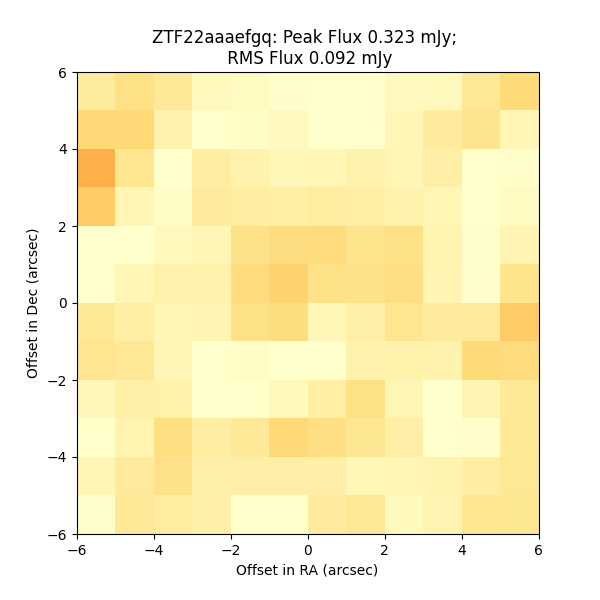 ZTF22aaaefgq: Peak Flux 0.323 mJy;
RMS Flux 0.092 mJy
6
4
2
0
−2
−4
−6
Offset in Dec (arcsec)
−6 −4 −2 0 2 4 6
Offset in RA (arcsec)